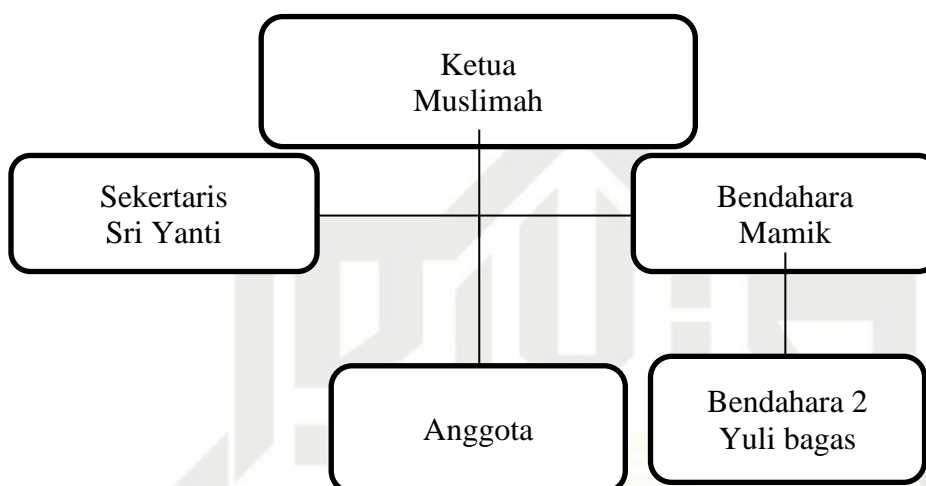 Ketua
Muslimah
Sekertaris
Sri Yanti
Bendahara
Mamik
Anggota
Bendahara 2
Yuli bagas